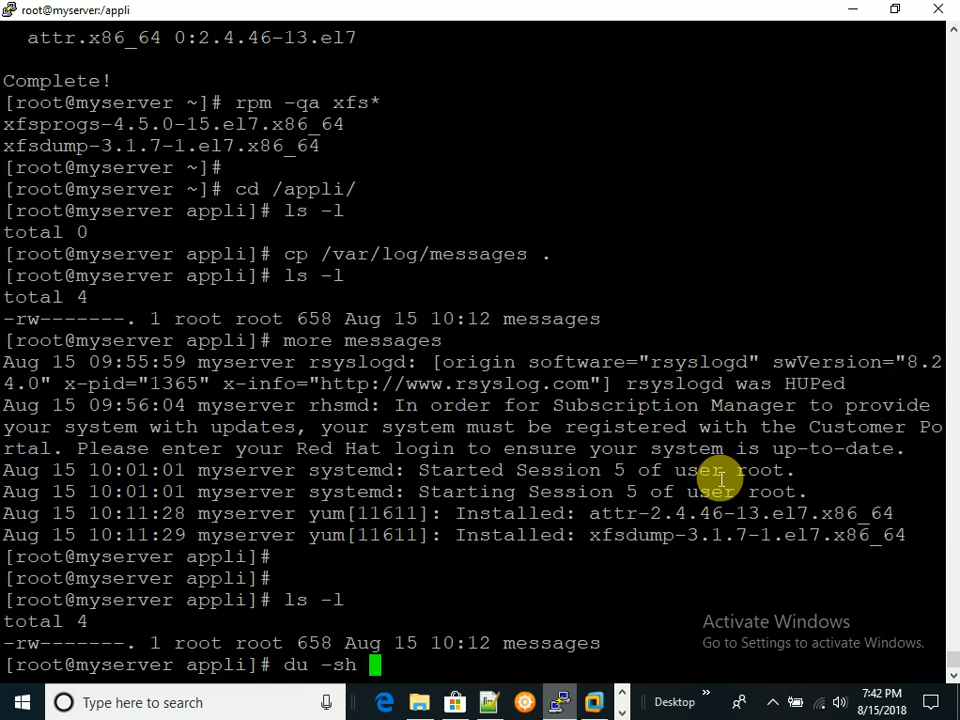 root@myserver:/appli
attr.x86_64 0:2.4.46-13.el7
Complete!
[root@myserver ~]# rpm -qa xfs*
xfsprogs-4.5.0-15.el7.x86_64
xfsdump-3.1.7-1.el7.x86_64
[root@myserver ~]#
[root@myserver ~]# cd /appli/
[root@myserver appli]# ls -l
total 0
[root@myserver appli]# cp /var/log/messages .
[root@myserver appli]# ls -l
total 4
-rw-------. 1 root root 658 Aug 15 10:12 messages
[root@myserver appli]# more messages
Aug 15 09:55:59 myserver rsyslogd: [origin software="rsyslogd" swVersion="8.2
4.0" x-pid="1365" x-info="http://www.rsyslog.com"] rsyslogd was HUPed
Aug 15 09:56:04 myserver rhsmd: In order for Subscription Manager to provide
your system with updates, your system must be registered with the Customer Po
rtal. Please enter your Red Hat login to ensure your system is up-to-date.
Aug 15 10:01:01 myserver systemd: Started Session 5 of user root.
Aug 15 10:01:01 myserver systemd: Starting Session 5 of user root.
Aug 15 10:11:28 myserver yum[11611]: Installed: attr-2.4.46-13.el7.x86_64
Aug 15 10:11:29 myserver yum[11611]: Installed: xfsdump-3.1.7-1.el7.x86_64
[root@myserver appli]#
[root@myserver appli]#
[root@myserver appli]# ls -l
total 4
-rw-------. 1 root root 658 Aug 15 10:12 messages
[root@myserver appli]# du -sh
Activate Windows
Go to Settings to activate Windows.
Type here to search
Desktop
7:42 PM
8/15/2018